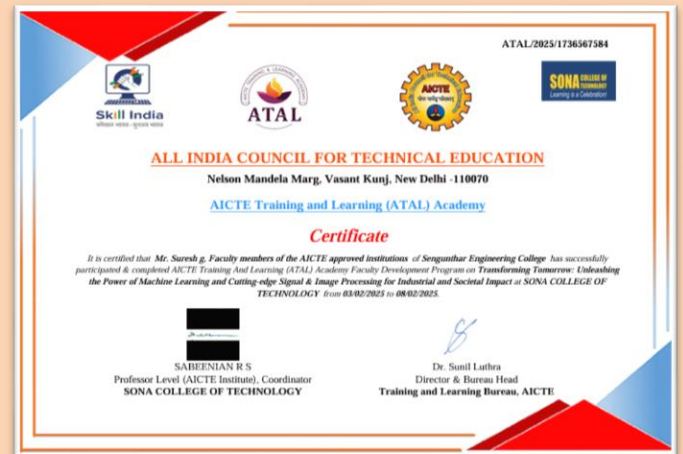 ATAL/2025/1736567584
Skill India
ATAL
AICTE
SONA COLLEGE OF TECHNOLOGY
Learning is a Celebration!
ALL INDIA COUNCIL FOR TECHNICAL EDUCATION
Nelson Mandela Marg, Vasant Kunj, New Delhi -110070
AICTE Training and Learning (ATAL) Academy
Certificate
It is certified that Mr. Suresh g, Faculty members of the AICTE approved institutions of Sengunthar Engineering College has successfully
participated & completed AICTE Training And Learning (ATAL) Academy Faculty Development Program on Transforming Tomorrow: Unleashing
the Power of Machine Learning and Cutting-edge Signal & Image Processing for Industrial and Societal Impact at SONA COLLEGE OF
TECHNOLOGY from 03/02/2025 to 08/02/2025.
SABEENIAN R S
Professor Level (AICTE Institute), Coordinator
SONA COLLEGE OF TECHNOLOGY
Dr. Sunil Luthra
Director & Bureau Head
Training and Learning Bureau, AICTE